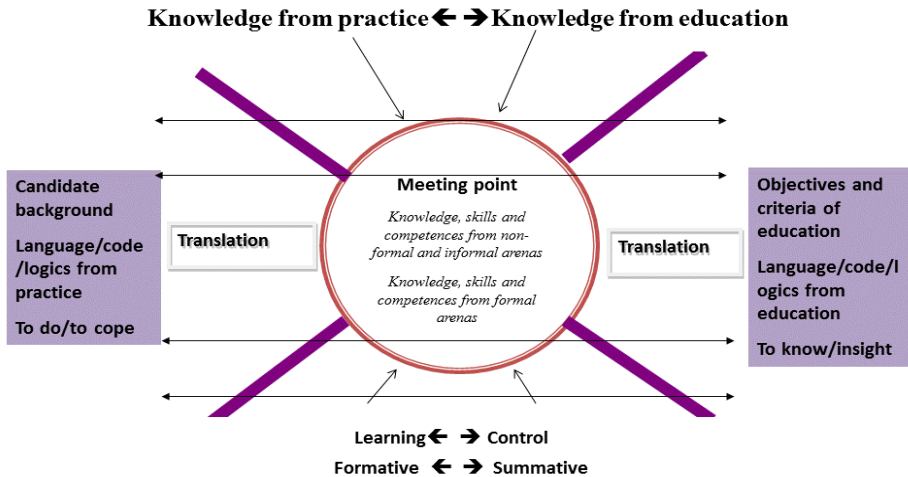 Knowledge from practice 🡰 🡲 Knowledge from education
Candidate
background
Language/code
/logics from
practice
To do/to cope
Translation
Meeting point
Knowledge, skills and
competences from non-
formal and informal arenas
Knowledge, skills and
competences from formal
arenas
Translation
Objectives and
criteria of
education
Language/code/l
ogics from
education
To know/insight
Learning 🡰 🡲 Control
Formative 🡰 🡲 Summative